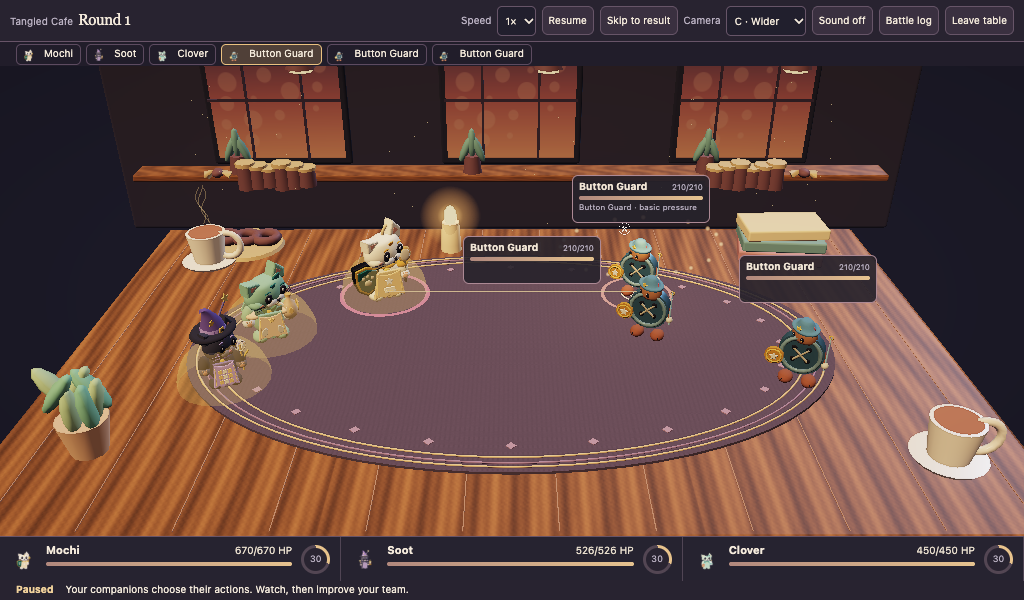 Tangled Cafe Round 1
Speed 1x Resume Skip to result Camera C · Wider Sound off Battle log Leave table
Mochi Soot Clover Button Guard Button Guard Button Guard
Button Guard 210/210
Button Guard · basic pressure
Button Guard 210/210
Button Guard 210/210
Mochi 670/670 HP 30
Soot 526/526 HP 30
Clover 450/450 HP 30
Paused Your companions choose their actions. Watch, then improve your team.